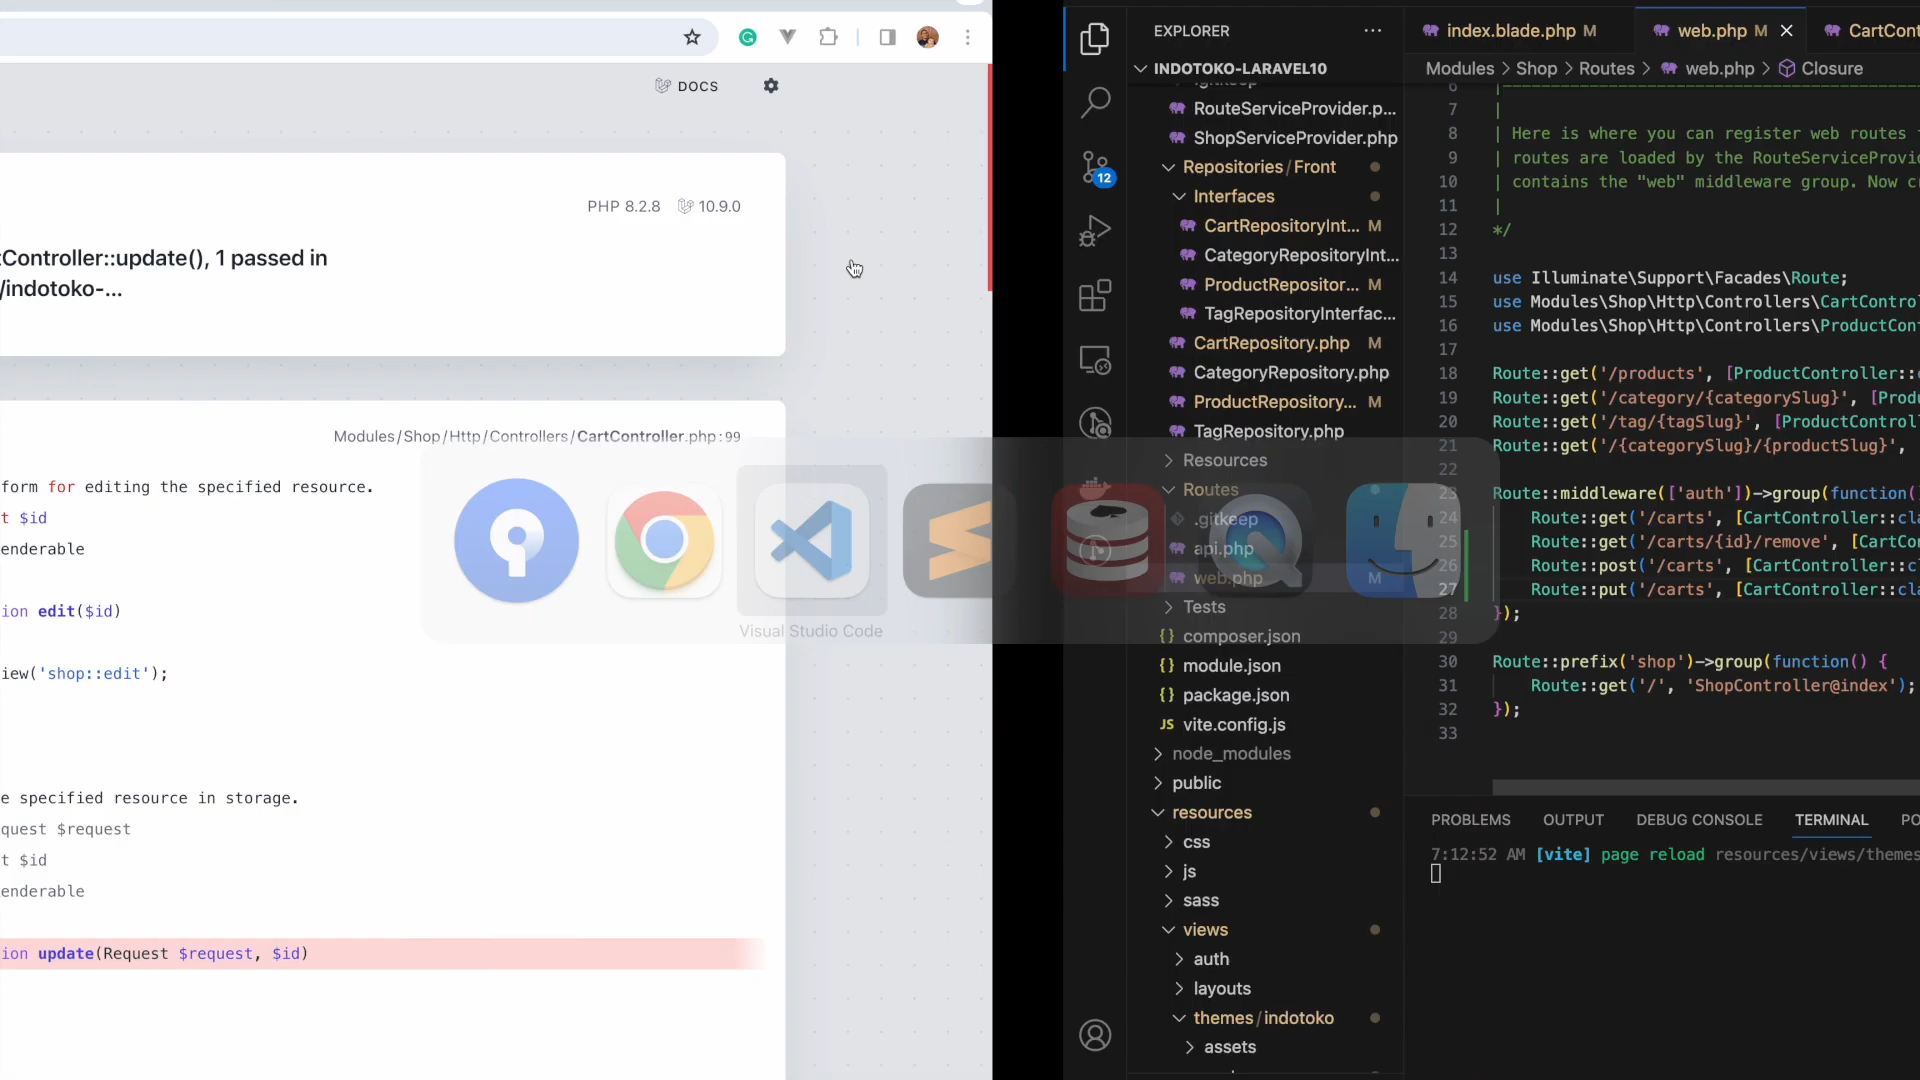 DOCS
PHP 8.2.8 10.9.0
Controller::update(), 1 passed in
/indotoko-...
Modules/Shop/Http/Controllers/CartController.php:99
form for editing the specified resource.
t $id
enderable
ion edit($id)
iew('shop::edit');
e specified resource in storage.
quest $request
t $id
enderable
ion update(Request $request, $id)
Visual Studio Code
12
EXPLORER
INDOTOKO-LARAVEL10
.gitkeep
RouteServiceProvider.p...
ShopServiceProvider.php
Repositories/Front
Interfaces
CartRepositoryInt... M
CategoryRepositoryInt...
ProductRepositor... M
TagRepositoryInterfac...
CartRepository.php M
CategoryRepository.php
ProductRepository... M
TagRepository.php
Resources
Routes
.gitkeep
api.php
web.php M
Tests
{} composer.json
{} module.json
{} package.json
JS vite.config.js
node_modules
public
resources
css
js
sass
views
auth
layouts
themes/indotoko
assets
index.blade.php M
web.php M
CartCont
Modules > Shop > Routes > web.php > Closure
6
7 |
8 | Here is where you can register web routes
9 | routes are loaded by the RouteServiceProvi
10 | contains the "web" middleware group. Now cr
11 |
12 */
13
14 use Illuminate\Support\Facades\Route;
15 use Modules\Shop\Http\Controllers\CartContro
16 use Modules\Shop\Http\Controllers\ProductCon
17
18 Route::get('/products', [ProductController::
19 Route::get('/category/{categorySlug}', [Prod
20 Route::get('/tag/{tagSlug}', [ProductControl
21 Route::get('/{categorySlug}/{productSlug}',
22
23 Route::middleware(['auth'])->group(function(
24 Route::get('/carts', [CartController::cla
25 Route::get('/carts/{id}/remove', [CartCo
26 Route::post('/carts', [CartController::c
27 Route::put('/carts', [CartController::cla
28 });
29
30 Route::prefix('shop')->group(function() {
31 Route::get('/', 'ShopController@index');
32 });
33
PROBLEMS OUTPUT DEBUG CONSOLE TERMINAL PO
7:12:52 AM [vite] page reload resources/views/themes